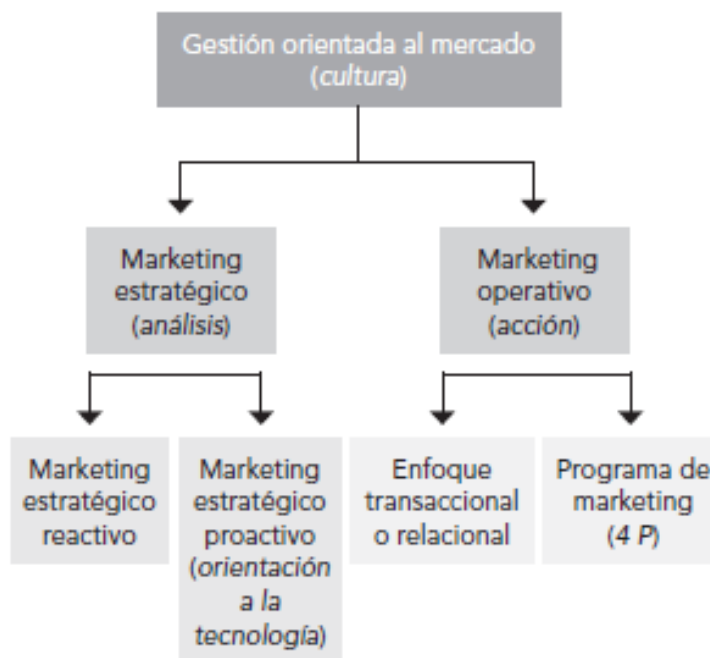 Gestión orientada al mercado
(cultura)
Marketing
estratégico
(análisis)
Marketing
operativo
(acción)
Marketing
estratégico
reactivo
Marketing
estratégico
proactivo
(orientación
a la
tecnología)
Enfoque
transaccional
o relacional
Programa de
marketing
(4 P)